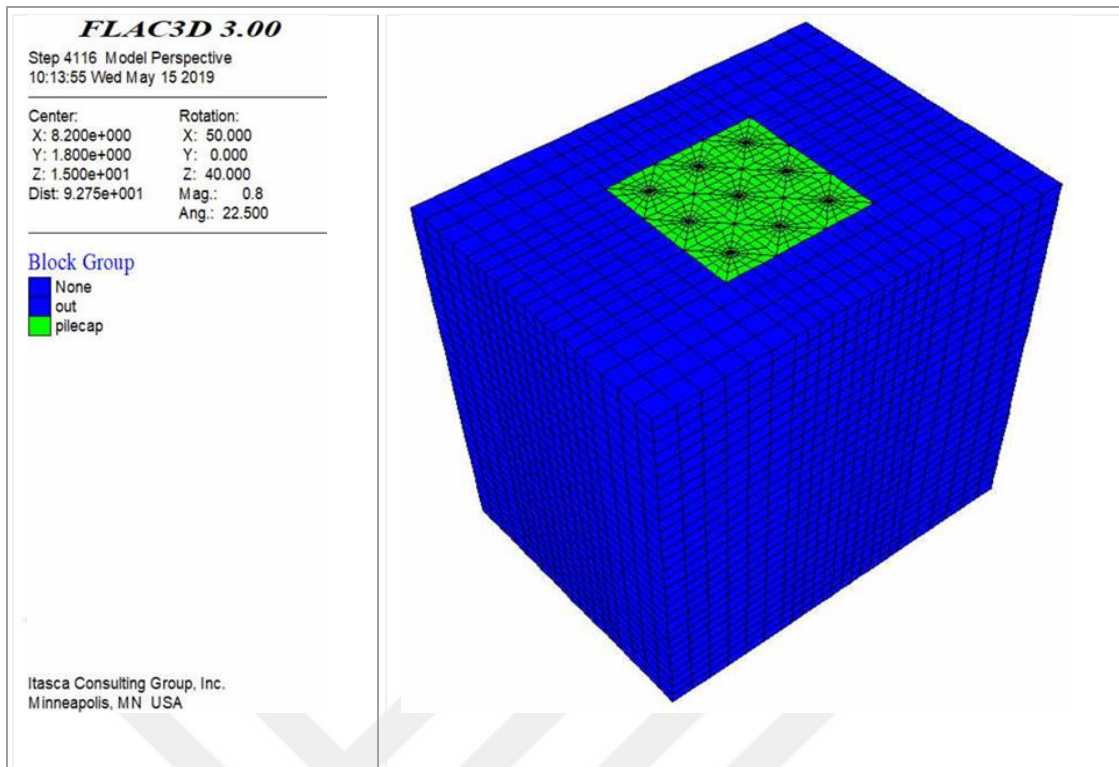 FLAC3D 3.00
Step 4116 Model Perspective
10:13:55 Wed May 15 2019
Center: Rotation:
X: 8.200e+000 X: 50.000
Y: 1.800e+000 Y: 0.000
Z: 1.500e+001 Z: 40.000
Dist: 9.275e+001 Mag.: 0.8
Ang.: 22.500
Block Group
None
out
pilecap
Itasca Consulting Group, Inc.
Minneapolis, MN USA